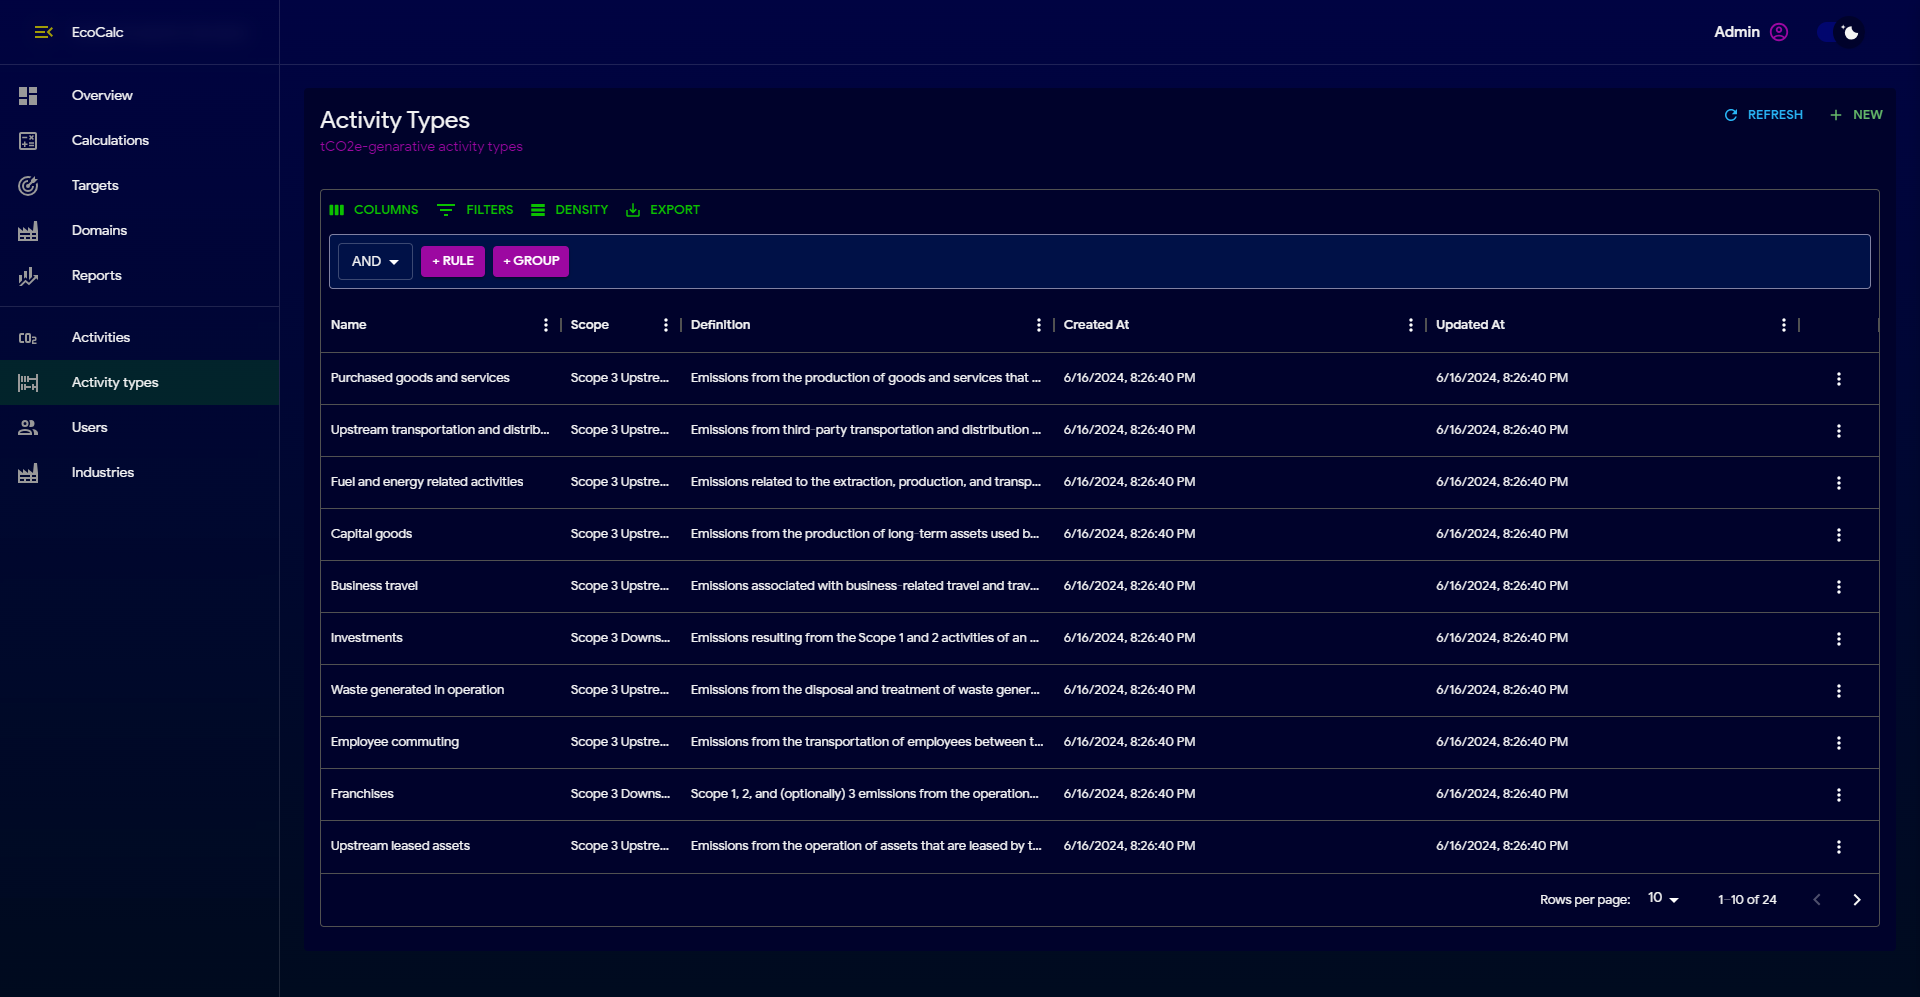 EcoCalc
Admin
Overview
Calculations
Targets
Domains
Reports
Activities
Activity types
Users
Industries
Activity Types
tCO2e-genarative activity types
REFRESH
NEW
COLUMNS FILTERS DENSITY EXPORT
AND + RULE + GROUP
Name Scope Definition Created At Updated At
Purchased goods and services Scope 3 Upstre... Emissions from the production of goods and services that ... 6/16/2024, 8:26:40 PM 6/16/2024, 8:26:40 PM
Upstream transportation and distrib... Scope 3 Upstre... Emissions from third-party transportation and distribution ... 6/16/2024, 8:26:40 PM 6/16/2024, 8:26:40 PM
Fuel and energy related activities Scope 3 Upstre... Emissions related to the extraction, production, and transp... 6/16/2024, 8:26:40 PM 6/16/2024, 8:26:40 PM
Capital goods Scope 3 Upstre... Emissions from the production of long-term assets used b... 6/16/2024, 8:26:40 PM 6/16/2024, 8:26:40 PM
Business travel Scope 3 Upstre... Emissions associated with business-related travel and trav... 6/16/2024, 8:26:40 PM 6/16/2024, 8:26:40 PM
Investments Scope 3 Downs... Emissions resulting from the Scope 1 and 2 activities of an ... 6/16/2024, 8:26:40 PM 6/16/2024, 8:26:40 PM
Waste generated in operation Scope 3 Upstre... Emissions from the disposal and treatment of waste gener... 6/16/2024, 8:26:40 PM 6/16/2024, 8:26:40 PM
Employee commuting Scope 3 Upstre... Emissions from the transportation of employees between t... 6/16/2024, 8:26:40 PM 6/16/2024, 8:26:40 PM
Franchises Scope 3 Downs... Scope 1, 2, and (optionally) 3 emissions from the operation... 6/16/2024, 8:26:40 PM 6/16/2024, 8:26:40 PM
Upstream leased assets Scope 3 Upstre... Emissions from the operation of assets that are leased by t... 6/16/2024, 8:26:40 PM 6/16/2024, 8:26:40 PM
Rows per page: 10 1–10 of 24